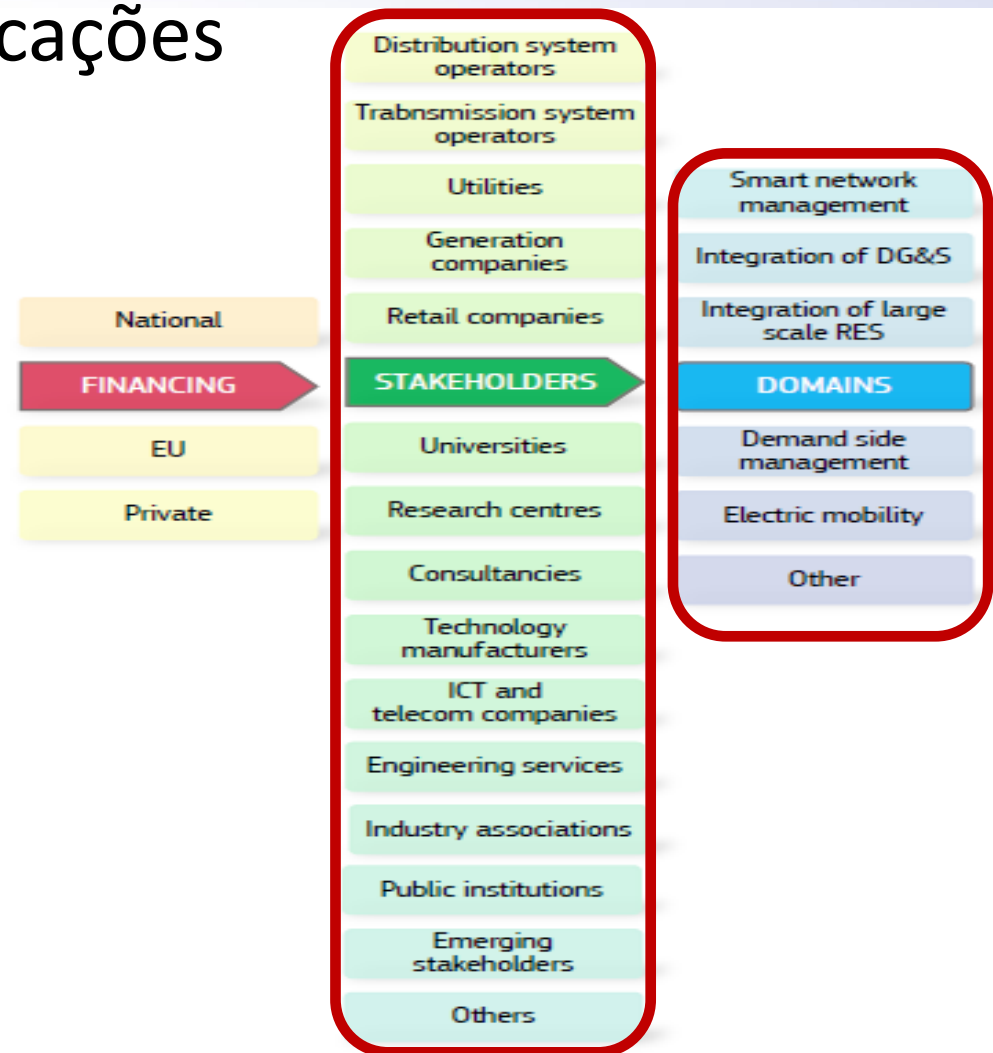 cações
Distribution system
operators
Trabnsmission system
operators
Utilities
Generation
companies
Retail companies
STAKEHOLDERS
Universities
Research centres
Consultancies
Technology
manufacturers
ICT and
telecom companies
Engineering services
Industry associations
Public institutions
Emerging
stakeholders
Others
National
FINANCING
EU
Private
Smart network
management
Integration of DG&S
Integration of large
scale RES
DOMAINS
Demand side
management
Electric mobility
Other